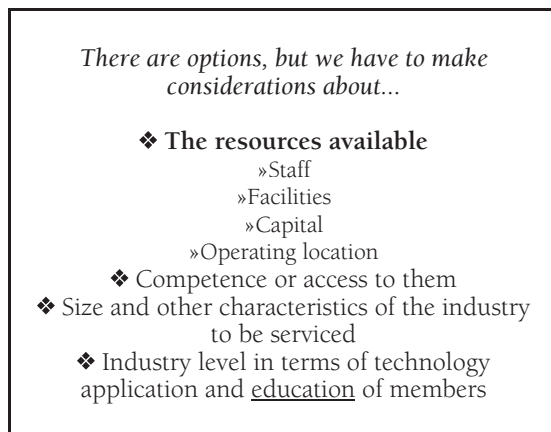 There are options, but we have to make
considerations about...
❖ The resources available
»Staff
»Facilities
»Capital
»Operating location
❖ Competence or access to them
❖ Size and other characteristics of the industry
to be serviced
❖ Industry level in terms of technology
application and education of members